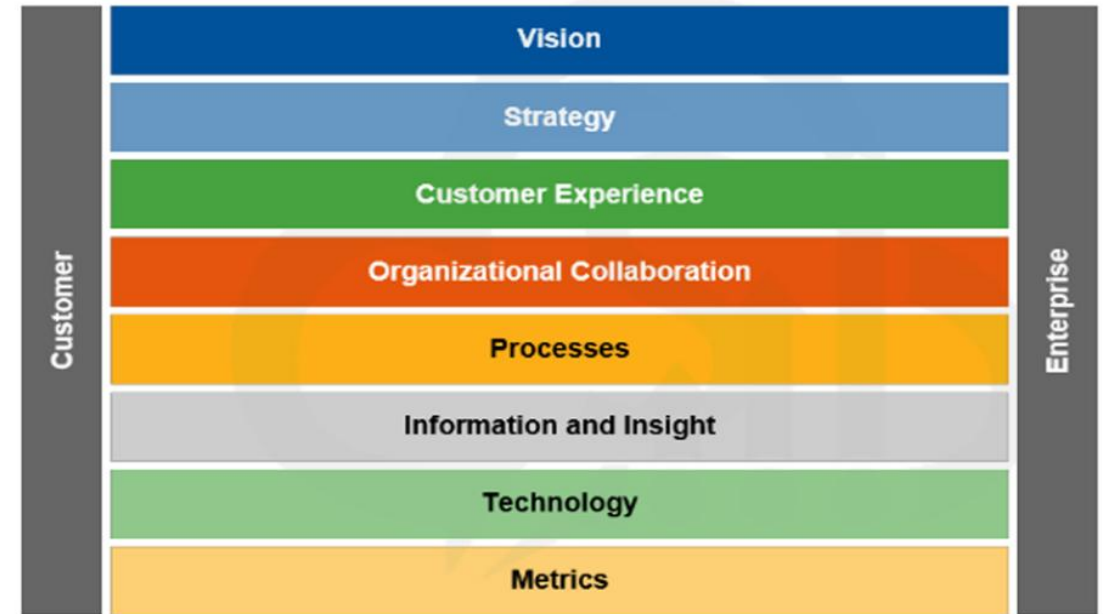 Customer
Vision
Strategy
Customer Experience
Organizational Collaboration
Processes
Information and Insight
Technology
Metrics
Enterprise